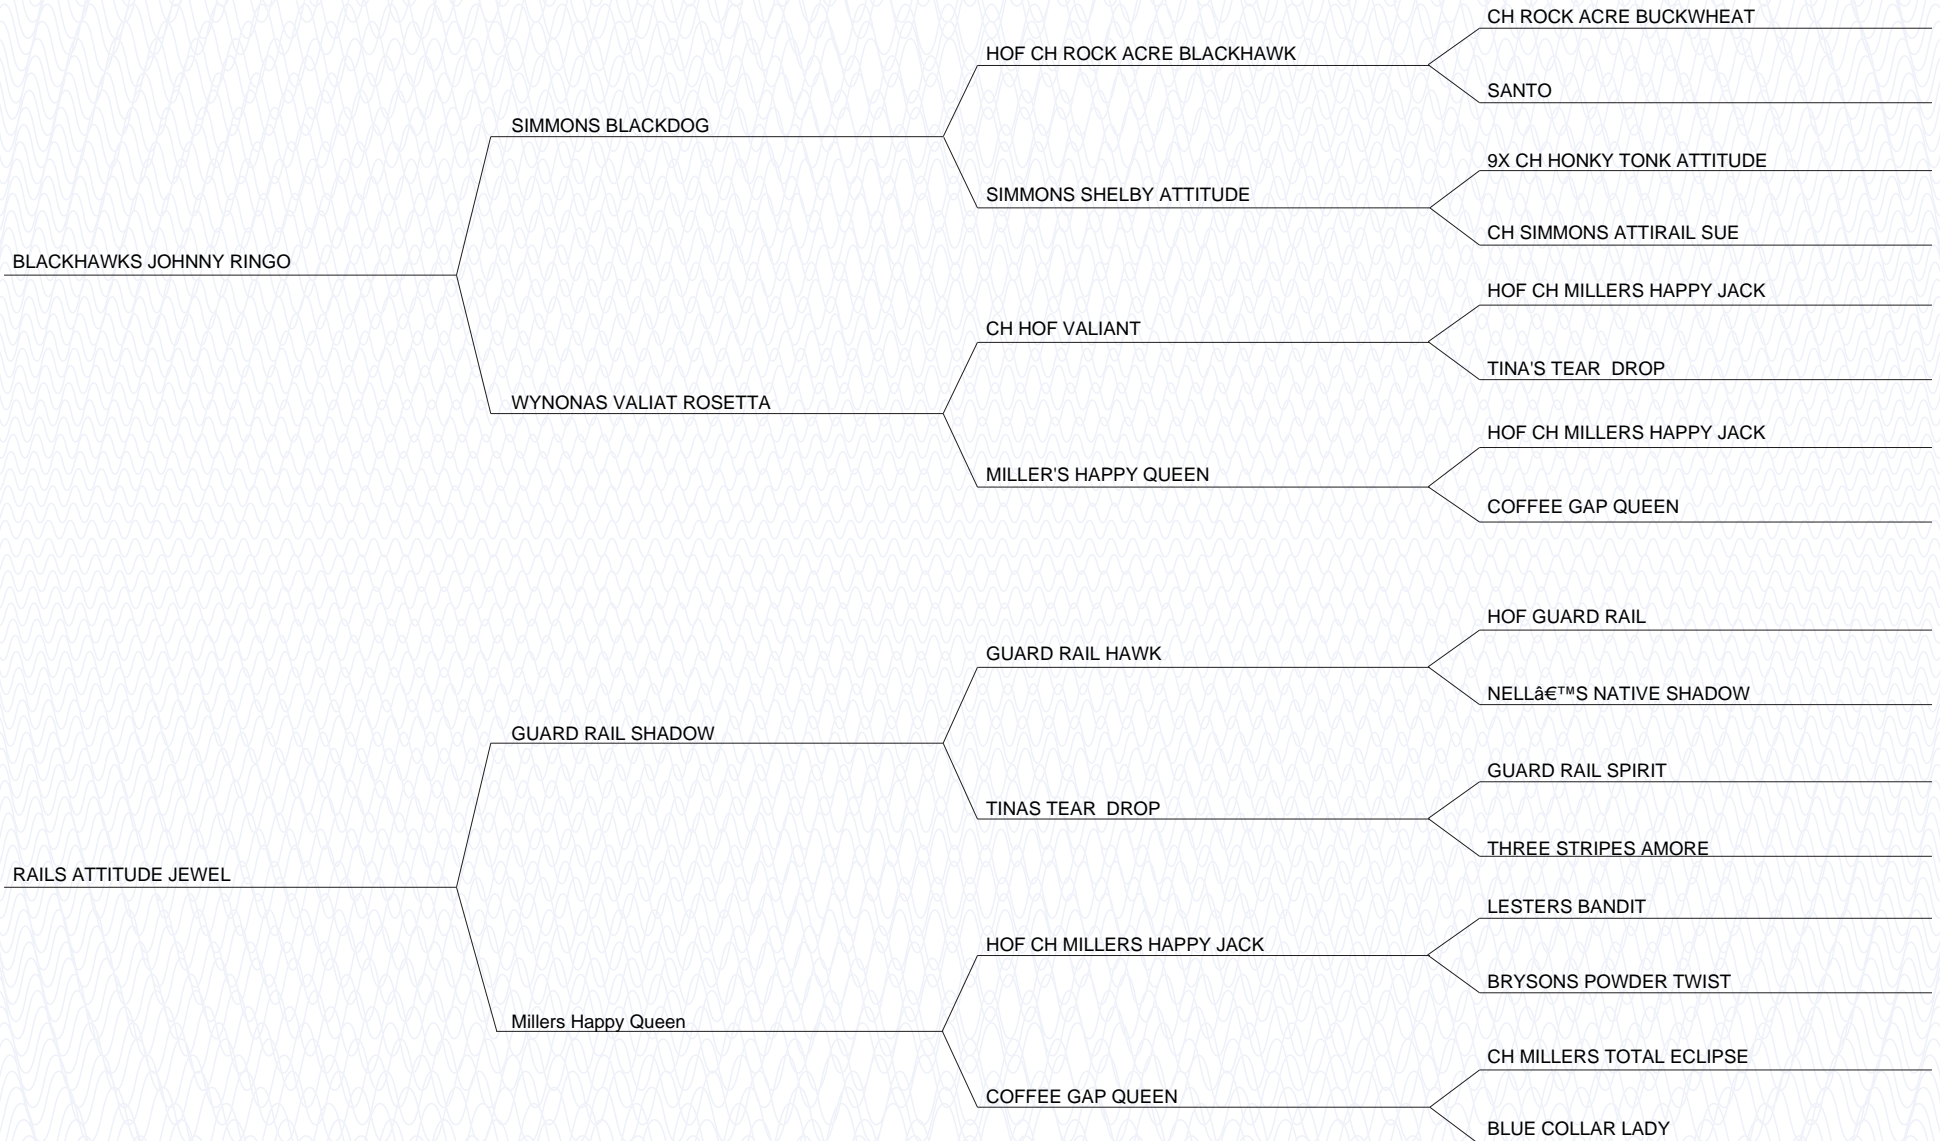 CH ROCK ACRE BUCKWHEAT
HOF CH ROCK ACRE BLACKHAWK
SANTO
SIMMONS BLACKDOG
9X CH HONKY TONK ATTITUDE
SIMMONS SHELBY ATTITUDE
CH SIMMONS ATTIRAIL SUE
BLACKHAWKS JOHNNY RINGO
HOF CH MILLERS HAPPY JACK
CH HOF VALIANT
TINA'S TEAR  DROP
WYNONAS VALIAT ROSETTA
HOF CH MILLERS HAPPY JACK
MILLER'S HAPPY QUEEN
COFFEE GAP QUEEN
HOF GUARD RAIL
GUARD RAIL HAWK
NELLâ€™S NATIVE SHADOW
GUARD RAIL SHADOW
GUARD RAIL SPIRIT
TINAS TEAR  DROP
THREE STRIPES AMORE
RAILS ATTITUDE JEWEL
LESTERS BANDIT
HOF CH MILLERS HAPPY JACK
BRYSONS POWDER TWIST
Millers Happy Queen
CH MILLERS TOTAL ECLIPSE
COFFEE GAP QUEEN
BLUE COLLAR LADY